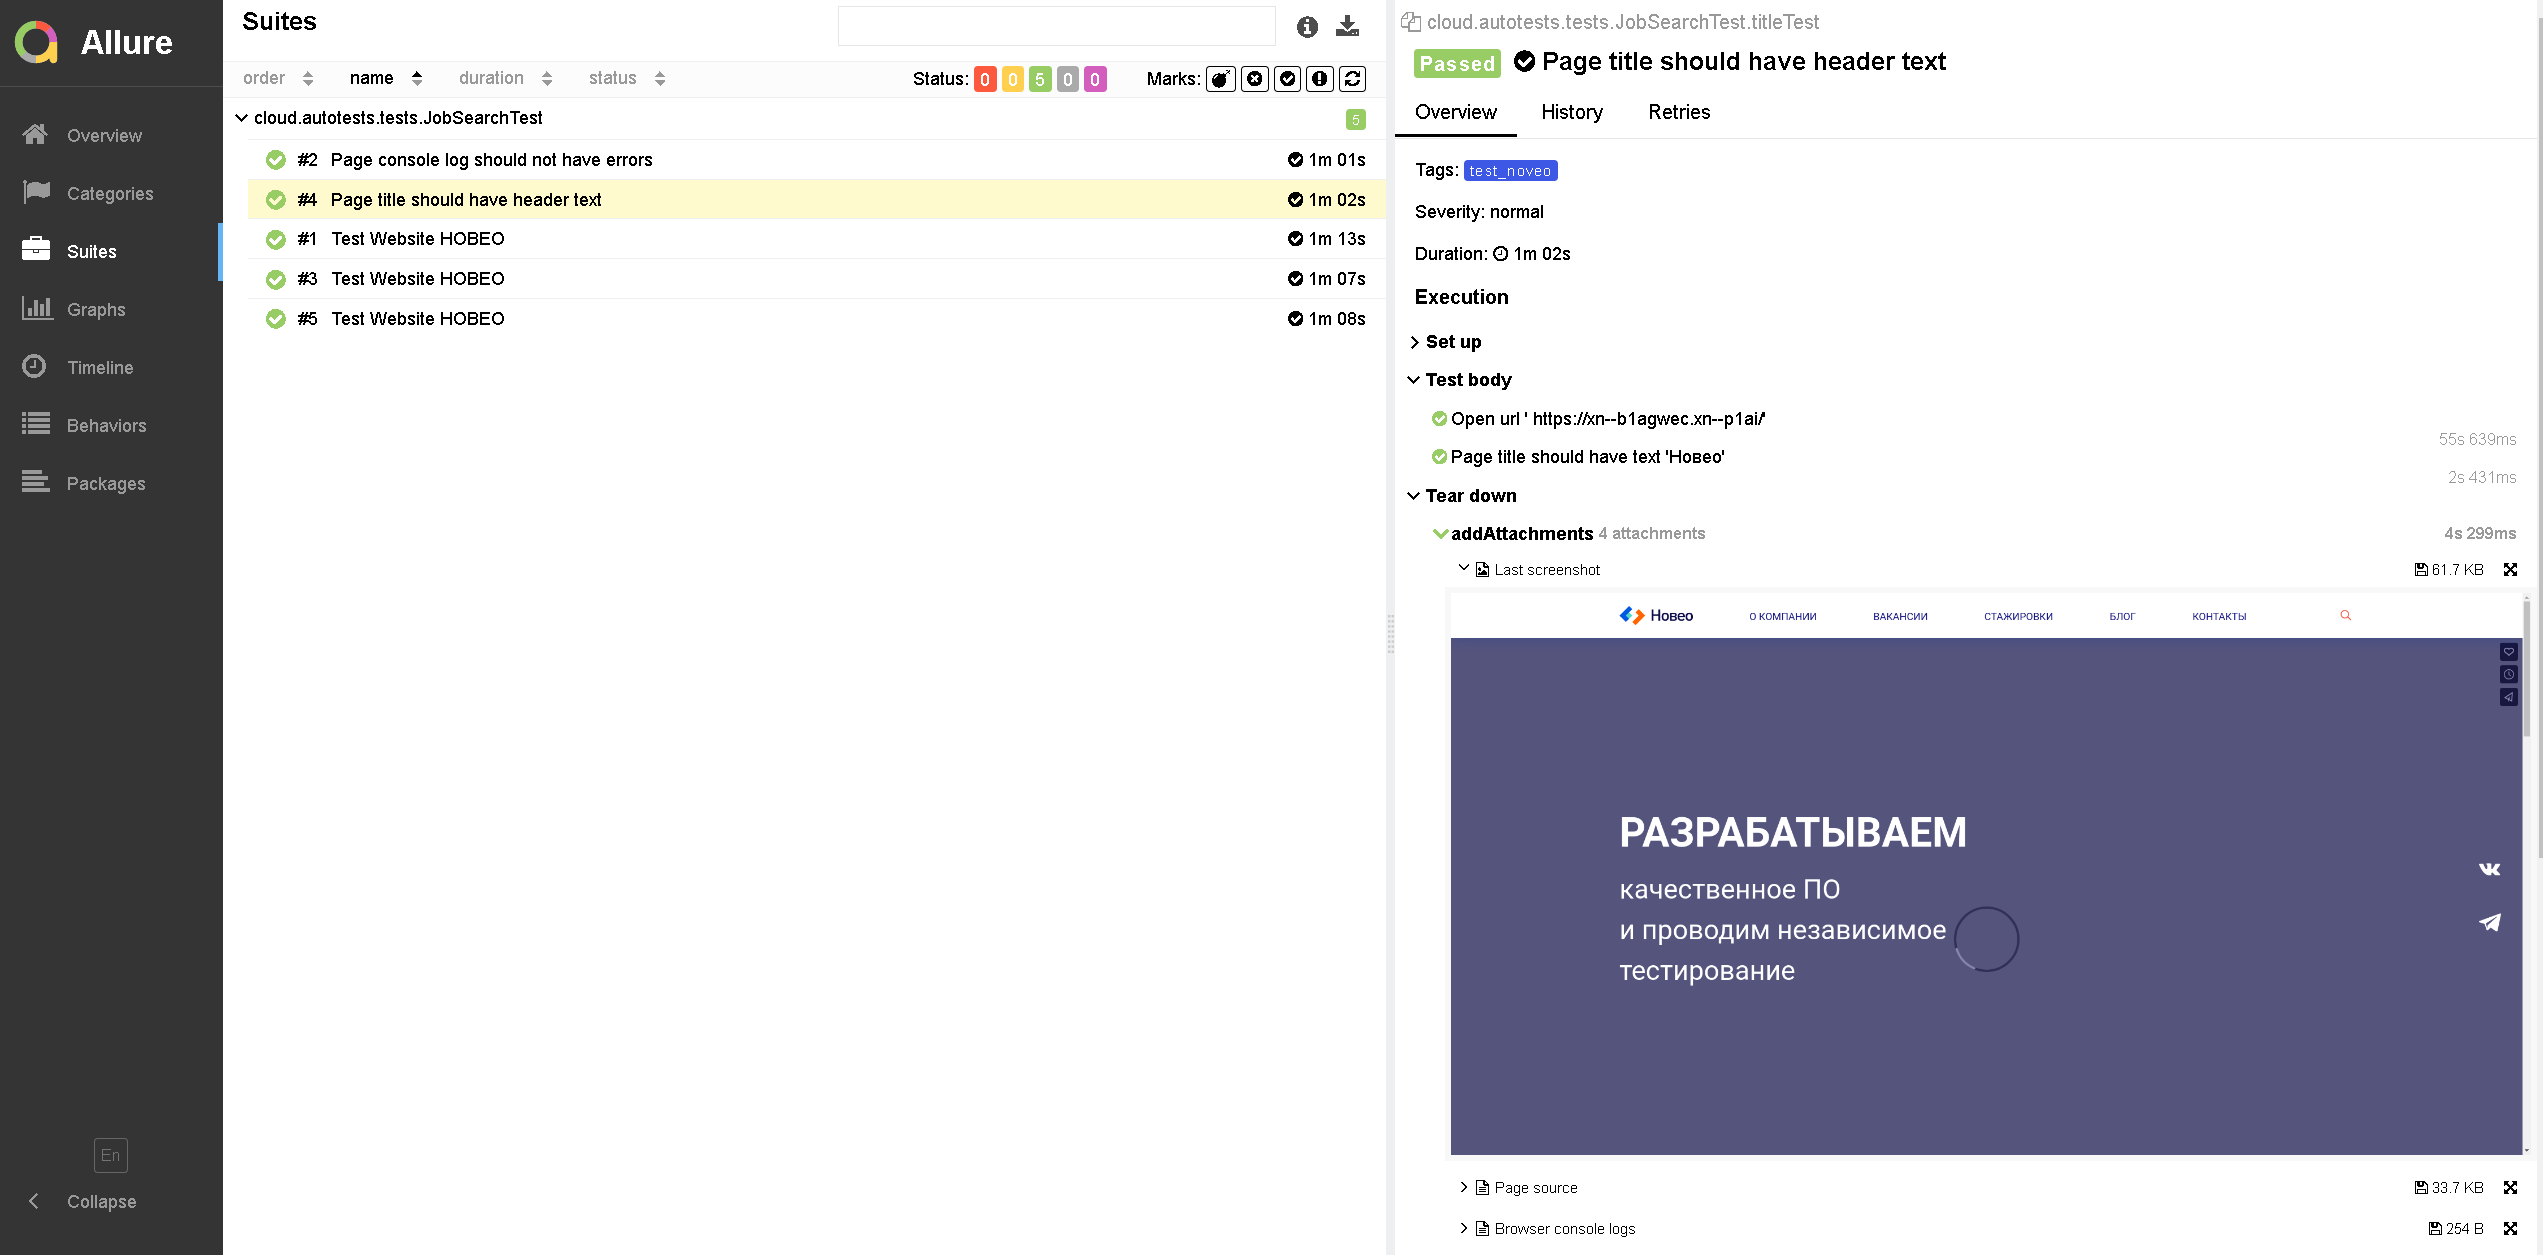 Allure
Overview
Categories
Suites
Graphs
Timeline
Behaviors
Packages
En
Collapse
Suites
order name duration status
Status: 0 0 5 0 0 Marks:
cloud.autotests.tests.JobSearchTest 5
#2 Page console log should not have errors 1m 01s
#4 Page title should have header text 1m 02s
#1 Test Website НОВЕО 1m 13s
#3 Test Website НОВЕО 1m 07s
#5 Test Website НОВЕО 1m 08s
cloud.autotests.tests.JobSearchTest.titleTest
Passed Page title should have header text
Overview History Retries
Tags: test_noveo
Severity: normal
Duration: 1m 02s
Execution
Set up
Test body
Open url ' https://xn--b1agwec.xn--p1ai/'
55s 639ms
Page title should have text 'Новео'
2s 431ms
Tear down
addAttachments 4 attachments 4s 299ms
Last screenshot 61.7 KB
Новео О КОМПАНИИ ВАКАНСИИ СТАЖИРОВКИ БЛОГ КОНТАКТЫ
РАЗРАБАТЫВАЕМ
качественное ПО
и проводим независимое
тестирование
Page source 33.7 KB
Browser console logs 254 B